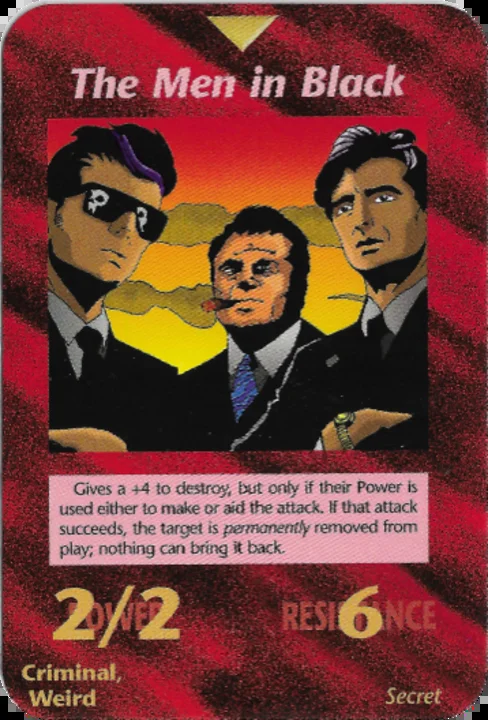 The Men in Black
Gives a +4 to destroy, but only if their Power is
used either to make or aid the attack. If that attack
succeeds, the target is permanently removed from
play; nothing can bring it back.
POWER
2/2
RESISTANCE
6
Criminal,
Weird
Secret